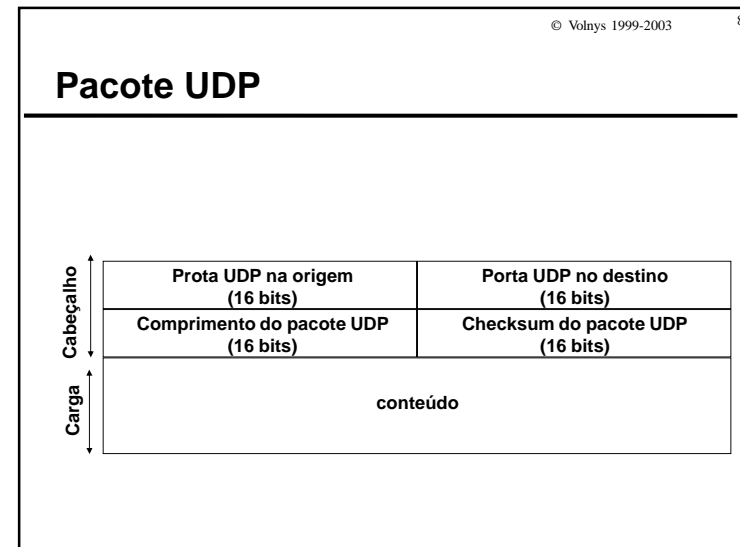 © Volnys 1999-2003
Pacote UDP
Cabeçalho
Prota UDP na origem
(16 bits)
Porta UDP no destino
(16 bits)
Comprimento do pacote UDP
(16 bits)
Checksum do pacote UDP
(16 bits)
Carga
conteúdo